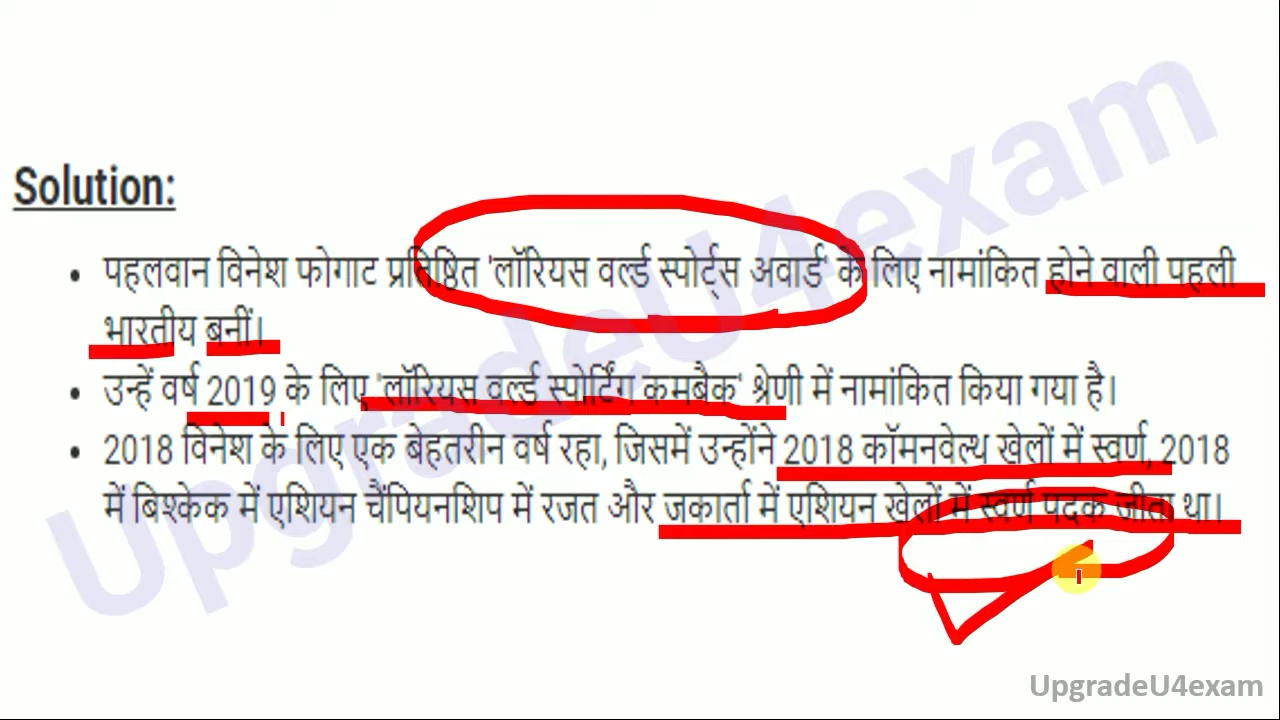 Solution:
• पहलवान विनेश फोगाट प्रतिष्ठित 'लॉरियस वर्ल्ड स्पोर्ट्स अवार्ड' के लिए नामांकित होने वाली पहली
भारतीय बनीं।
• उन्हें वर्ष 2019 के लिए 'लॉरियस वर्ल्ड स्पोर्टिंग कमबैक' श्रेणी में नामांकित किया गया है।
• 2018 विनेश के लिए एक बेहतरीन वर्ष रहा, जिसमें उन्होंने 2018 कॉमनवेल्थ खेलों में स्वर्ण, 2018
में बिश्केक में एशियन चैंपियनशिप में रजत और जकार्ता में एशियन खेलों में स्वर्ण पदक जीता था।
UpgradeU4exam
UpgradeU4exam